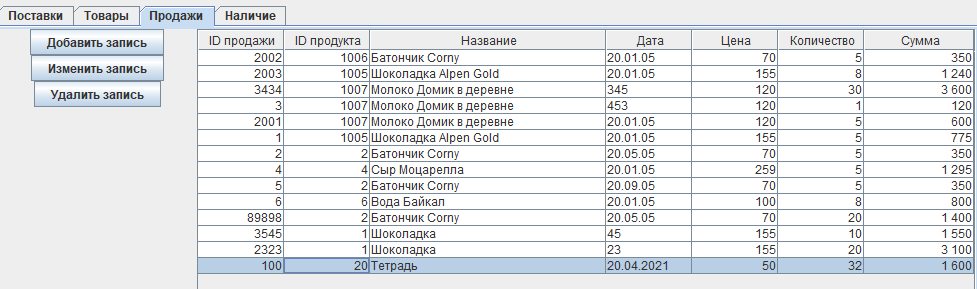 Поставки Товары Продажи Наличие
Добавить запись
Изменить запись
Удалить запись
ID продажи ID продукта Название Дата Цена Количество Сумма
2002 1006 Батончик Corny 20.01.05 70 5 350
2003 1005 Шоколадка Alpen Gold 20.01.05 155 8 1 240
3434 1007 Молоко Домик в деревне 345 120 30 3 600
3 1007 Молоко Домик в деревне 453 120 1 120
2001 1007 Молоко Домик в деревне 20.01.05 120 5 600
1 1005 Шоколадка Alpen Gold 20.01.05 155 5 775
2 2 Батончик Corny 20.05.05 70 5 350
4 4 Сыр Моцарелла 20.01.05 259 5 1 295
5 2 Батончик Corny 20.09.05 70 5 350
6 6 Вода Байкал 20.01.05 100 8 800
89898 2 Батончик Corny 20.05.05 70 20 1 400
3545 1 Шоколадка 45 155 10 1 550
2323 1 Шоколадка 23 155 20 3 100
100 20 Тетрадь 20.04.2021 50 32 1 600